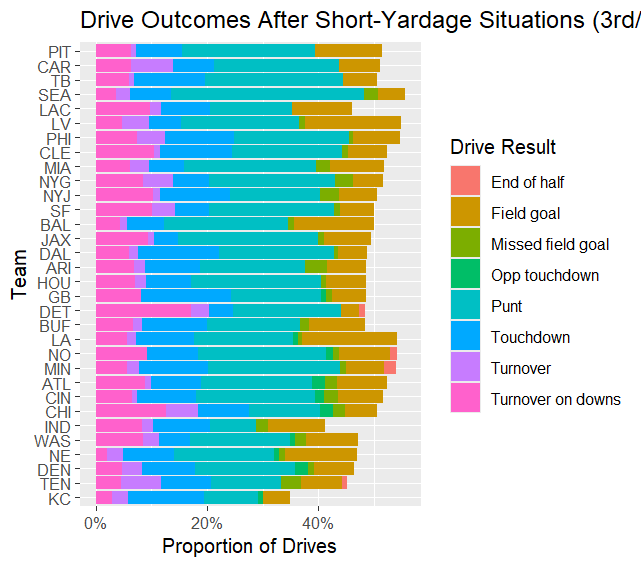 Drive Outcomes After Short-Yardage Situations (3rd/
PIT
CAR
TB
SEA
LAC
LV
PHI
CLE
MIA
NYG
NYJ
SF
BAL
JAX
DAL
ARI
HOU
GB
DET
BUF
LA
NO
MIN
ATL
CIN
CHI
IND
WAS
NE
DEN
TEN
KC
Team
0%
20%
40%
Proportion of Drives
Drive Result
End of half
Field goal
Missed field goal
Opp touchdown
Punt
Touchdown
Turnover
Turnover on downs